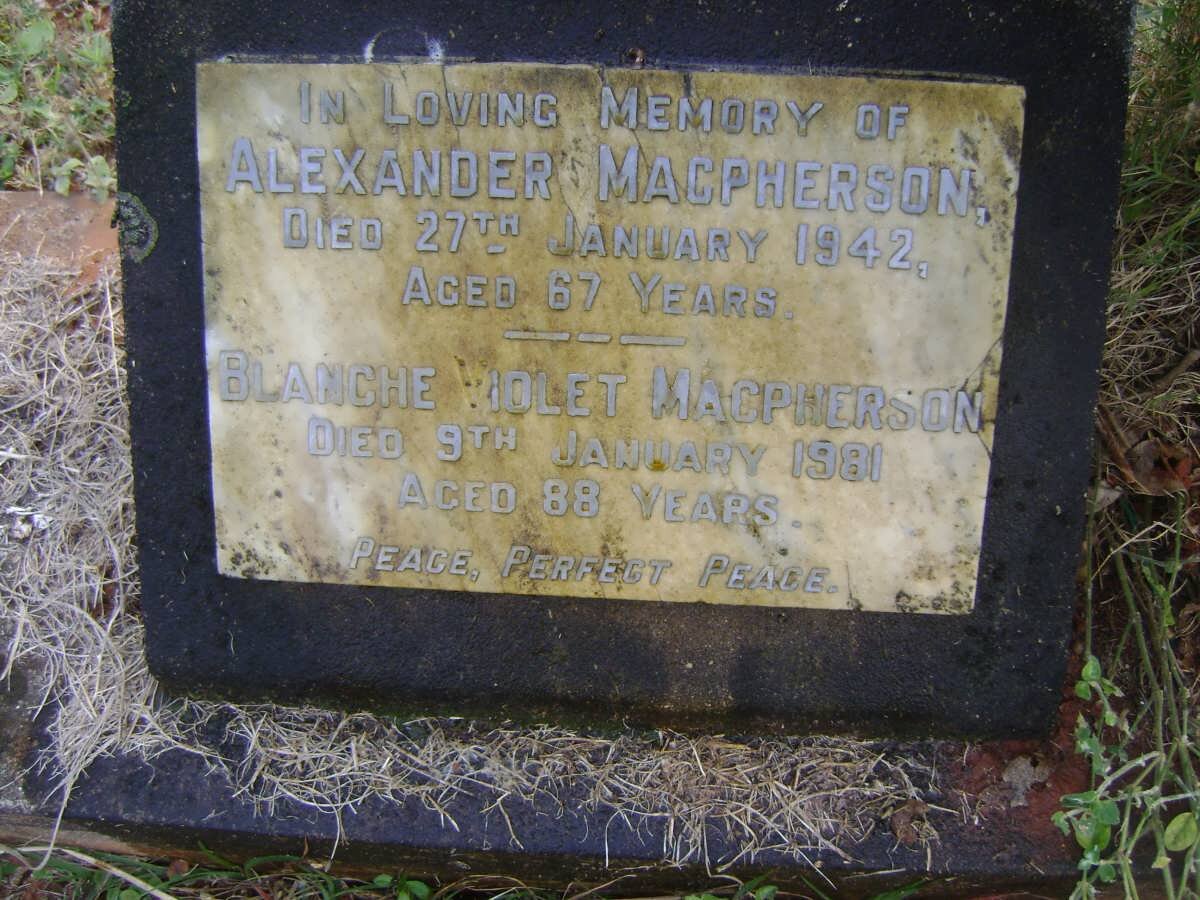 IN LOVING MEMORY OF
ALEXANDER MACPHERSON,
DIED 27TH JANUARY 1942,
AGED 67 YEARS.
BLANCHE VIOLET MACPHERSON
DIED 9TH JANUARY 1981
AGED 88 YEARS.
PEACE, PERFECT PEACE.